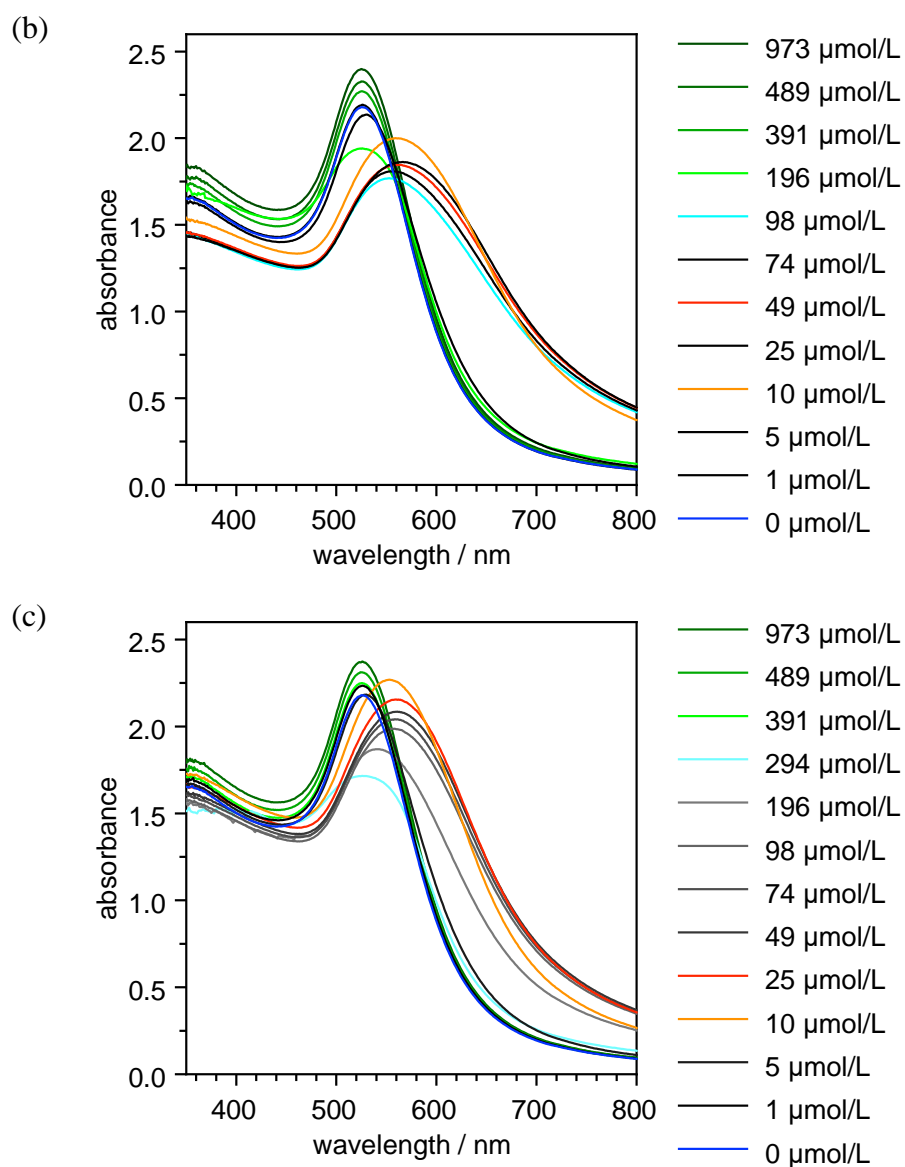 (b)
absorbance
2.5
2.0
1.5
1.0
0.5
0.0
400 500 600 700 800
wavelength / nm
973 µmol/L
489 µmol/L
391 µmol/L
196 µmol/L
98 µmol/L
74 µmol/L
49 µmol/L
25 µmol/L
10 µmol/L
5 µmol/L
1 µmol/L
0 µmol/L
(c)
absorbance
2.5
2.0
1.5
1.0
0.5
0.0
400 500 600 700 800
wavelength / nm
973 µmol/L
489 µmol/L
391 µmol/L
294 µmol/L
196 µmol/L
98 µmol/L
74 µmol/L
49 µmol/L
25 µmol/L
10 µmol/L
5 µmol/L
1 µmol/L
0 µmol/L